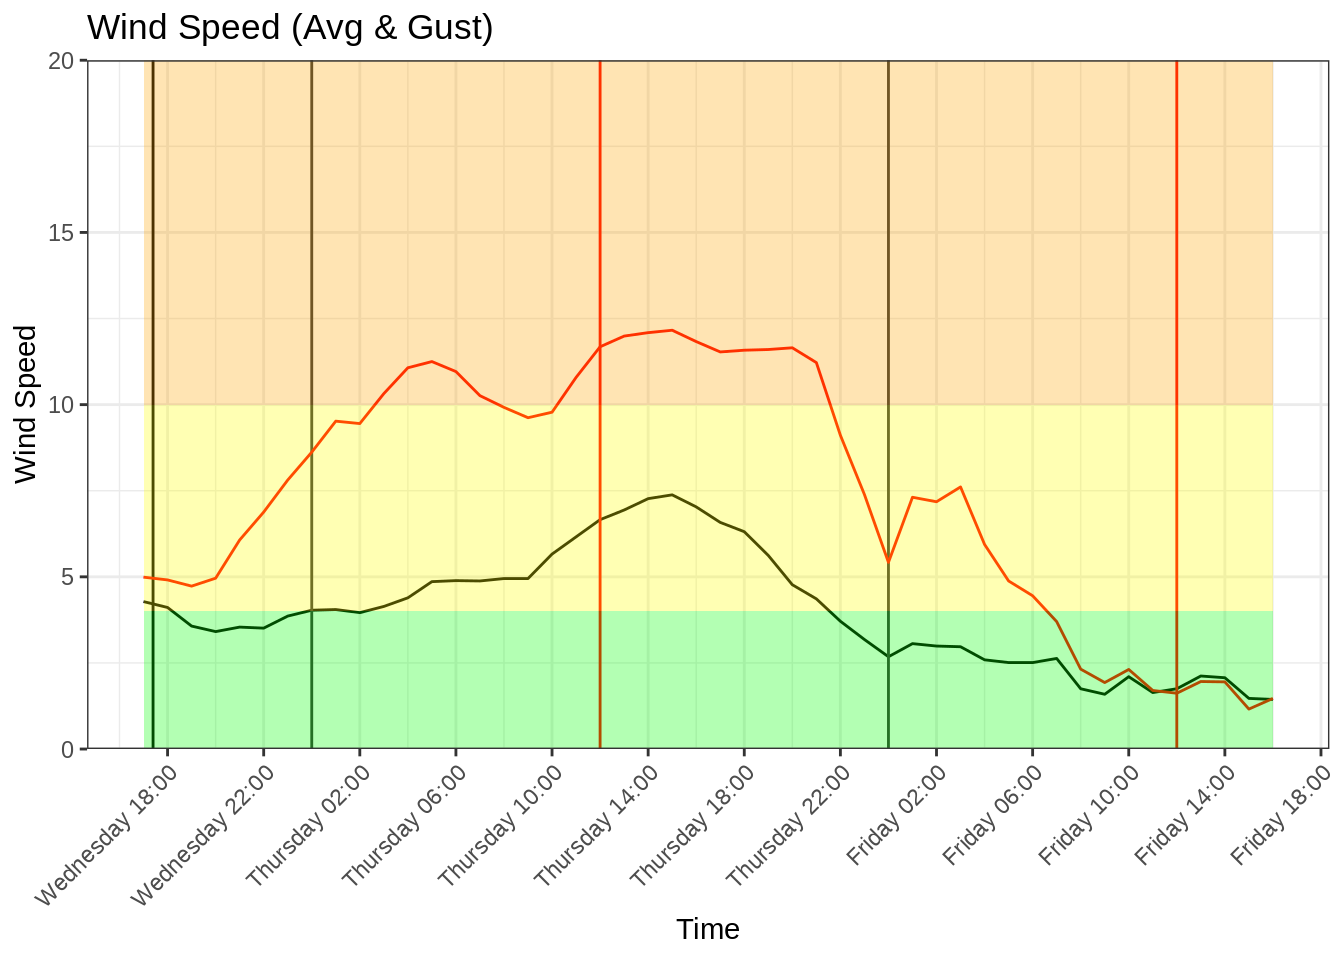 Wind Speed (Avg & Gust)
20
15
10
5
0
Wind Speed
Wednesday 18:00
Wednesday 22:00
Thursday 02:00
Thursday 06:00
Thursday 10:00
Thursday 14:00
Thursday 18:00
Thursday 22:00
Friday 02:00
Friday 06:00
Friday 10:00
Friday 14:00
Friday 18:00
Time